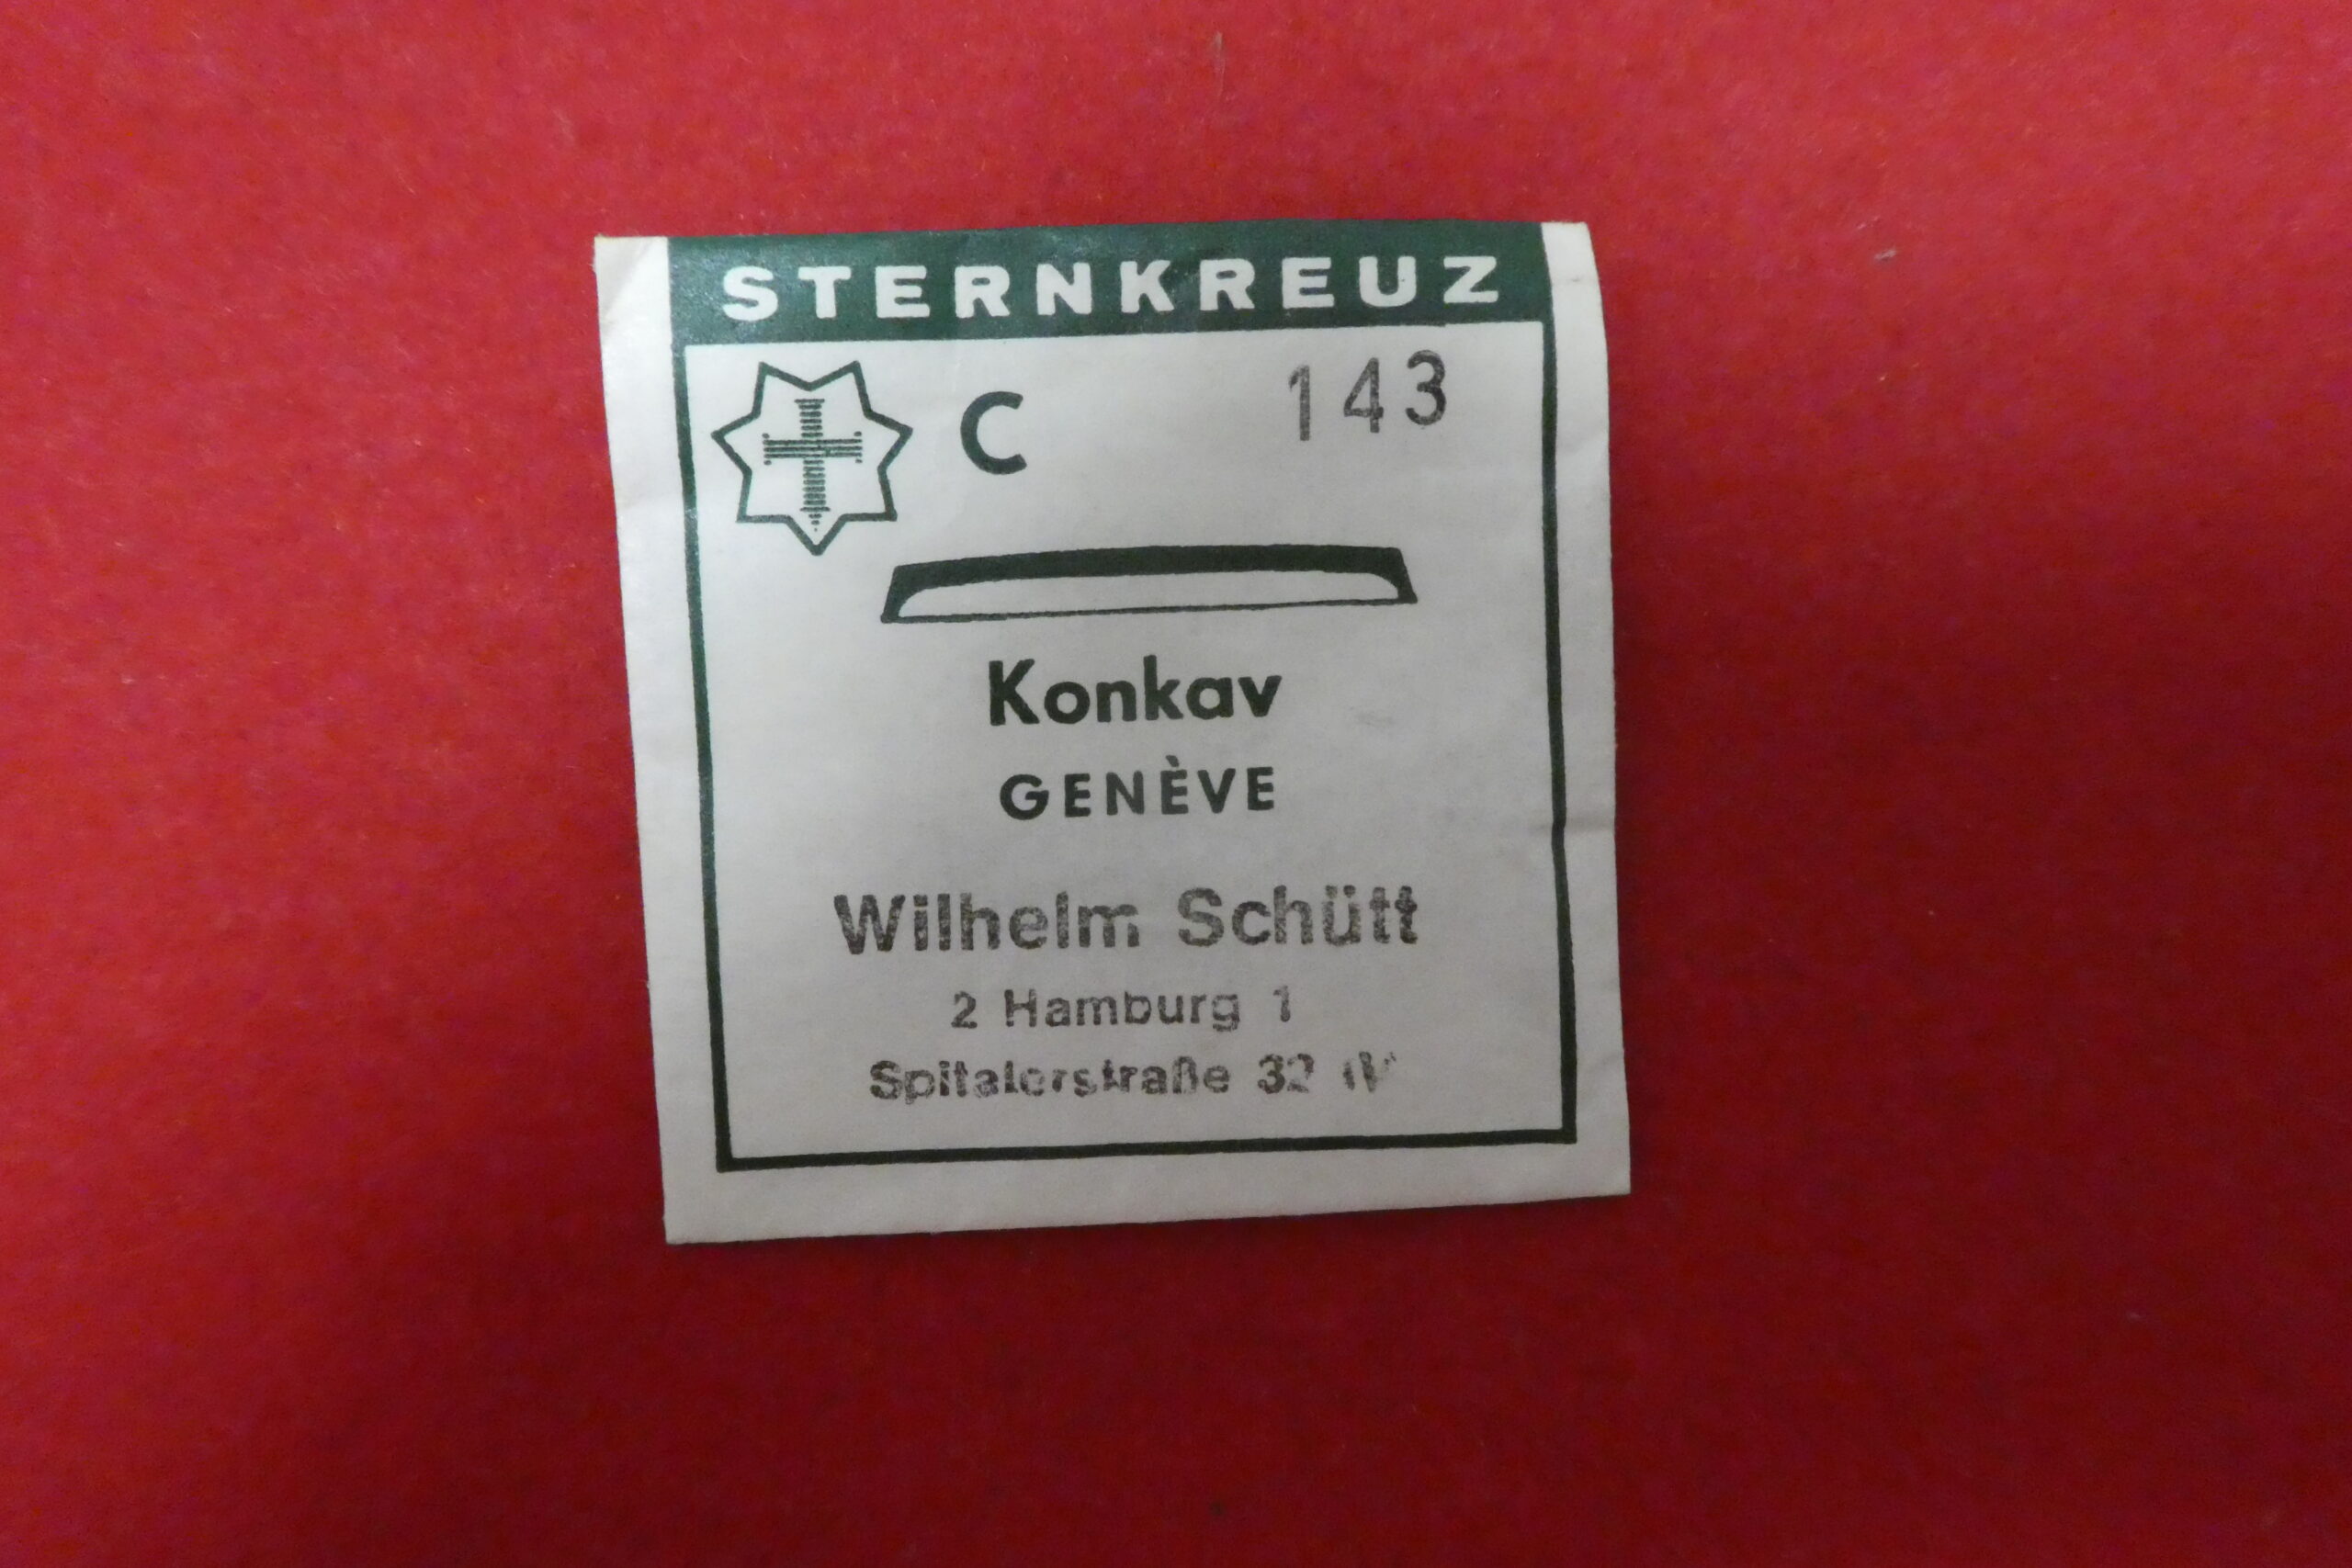 STERNKREUZ
C 143
Konkav
GENÈVE
Wilhelm Schütt
2 Hamburg 1
Spitalerstraße 32